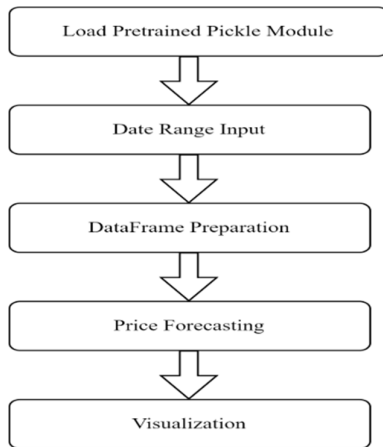 Load Pretrained Pickle Module
Date Range Input
DataFrame Preparation
Price Forecasting
Visualization